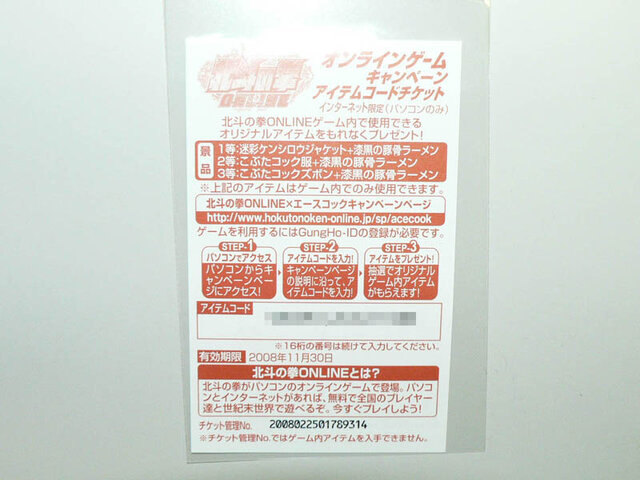 北斗の拳
ONLINE
オンラインゲーム
キャンペーン
アイテムコードチケット
インターネット限定(パソコンのみ)
北斗の拳ONLINEゲーム内で使用できる
オリジナルアイテムをもれなくプレゼント!
景品
1等:迷彩ケンシロウジャケット+漆黒の豚骨ラーメン
2等:こぶたコック服+漆黒の豚骨ラーメン
3等:こぶたコックズボン+漆黒の豚骨ラーメン
※上記のアイテムはゲーム内でのみ使用できます。
北斗の拳ONLINE×エースコックキャンペーンページ
http://www.hokutonoken-online.jp/sp/acecook
ゲームを利用するにはGungHo-IDの登録が必要です。
STEP-1
パソコンでアクセス
パソコンからキ
ャンペーンペー
ジにアクセス!
STEP-2
アイテムコードを入力!
キャンペーンページ
の説明に沿って、ア
イテムコードを入力!
STEP-3
アイテムをプレゼント!
抽選でオリジナル
ゲーム内アイテム
がもらえます!
アイテムコード
※16桁の番号は続けて入力してください。
有効期限 2008年11月30日
北斗の拳ONLINEとは?
北斗の拳がパソコンのオンラインゲームで登場。パソコ
ンとインターネットがあれば、無料で全国のプレイヤー
達と世紀末世界で遊べるぞ。今すぐプレイしよう!
チケット管理No. 2008022501789314
※チケット管理No.ではゲーム内アイテムを入手できません。